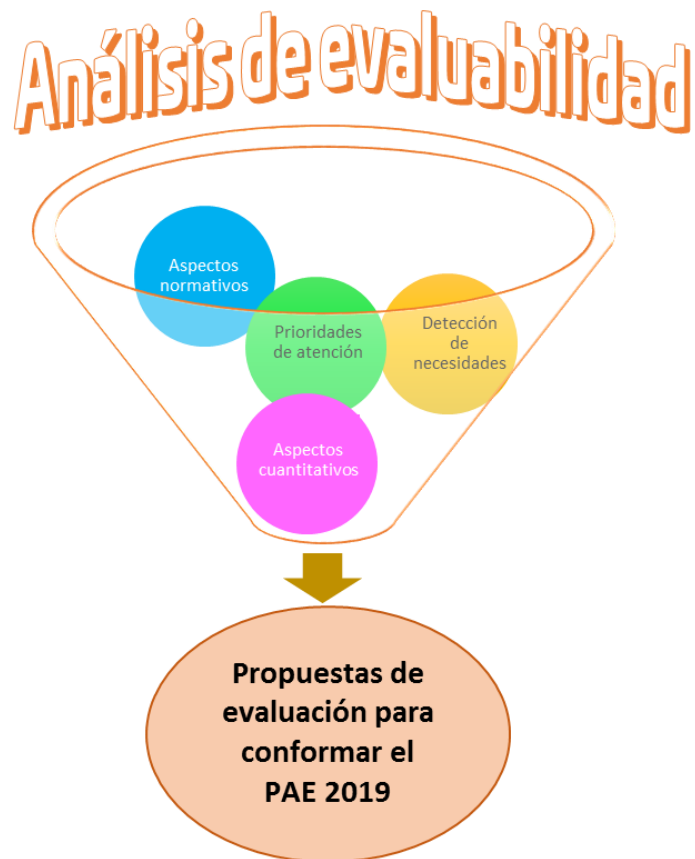 Análisis de evaluabilidad
Aspectos
normativos
Prioridades
de atención
Detección
de
necesidades
Aspectos
cuantitativos
Propuestas de
evaluación para
conformar el
PAE 2019